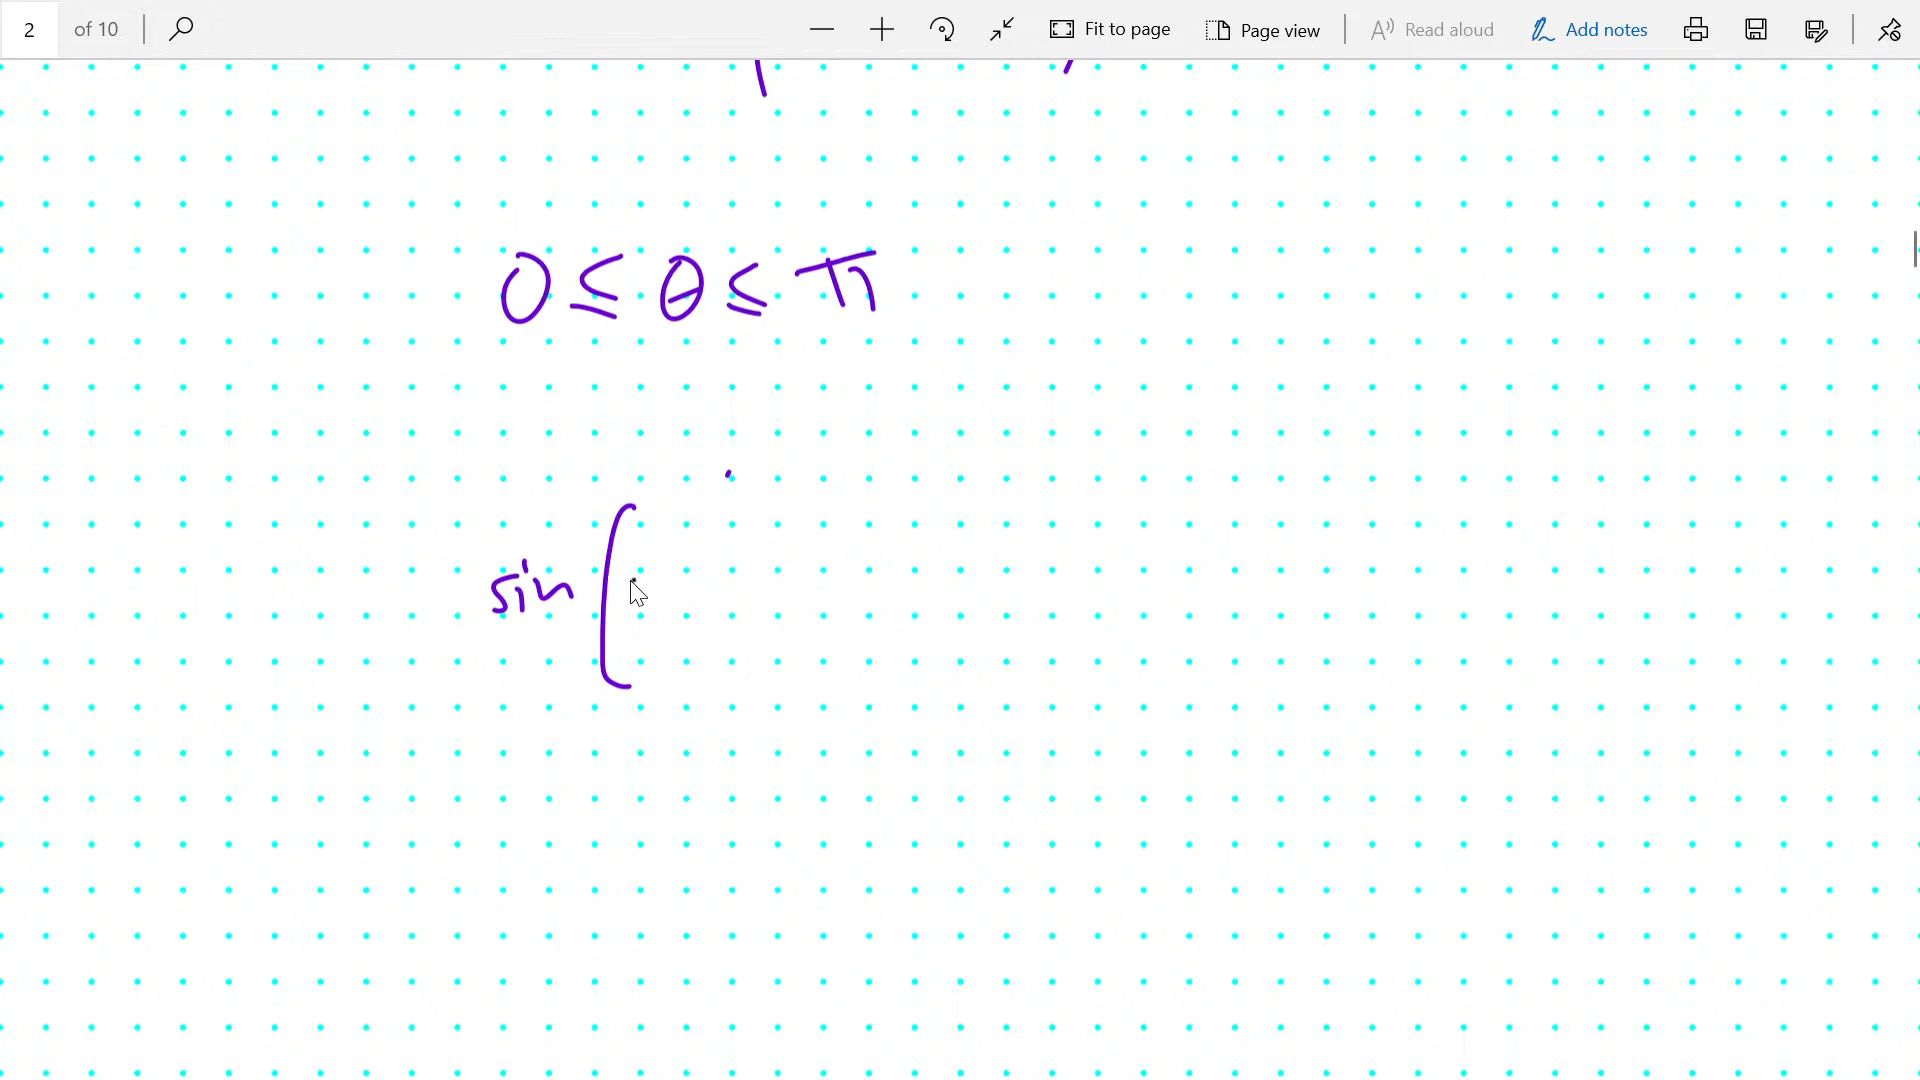 2 of 10 Fit to page Page view Read aloud Add notes
0 ≤ θ ≤ π
sin (